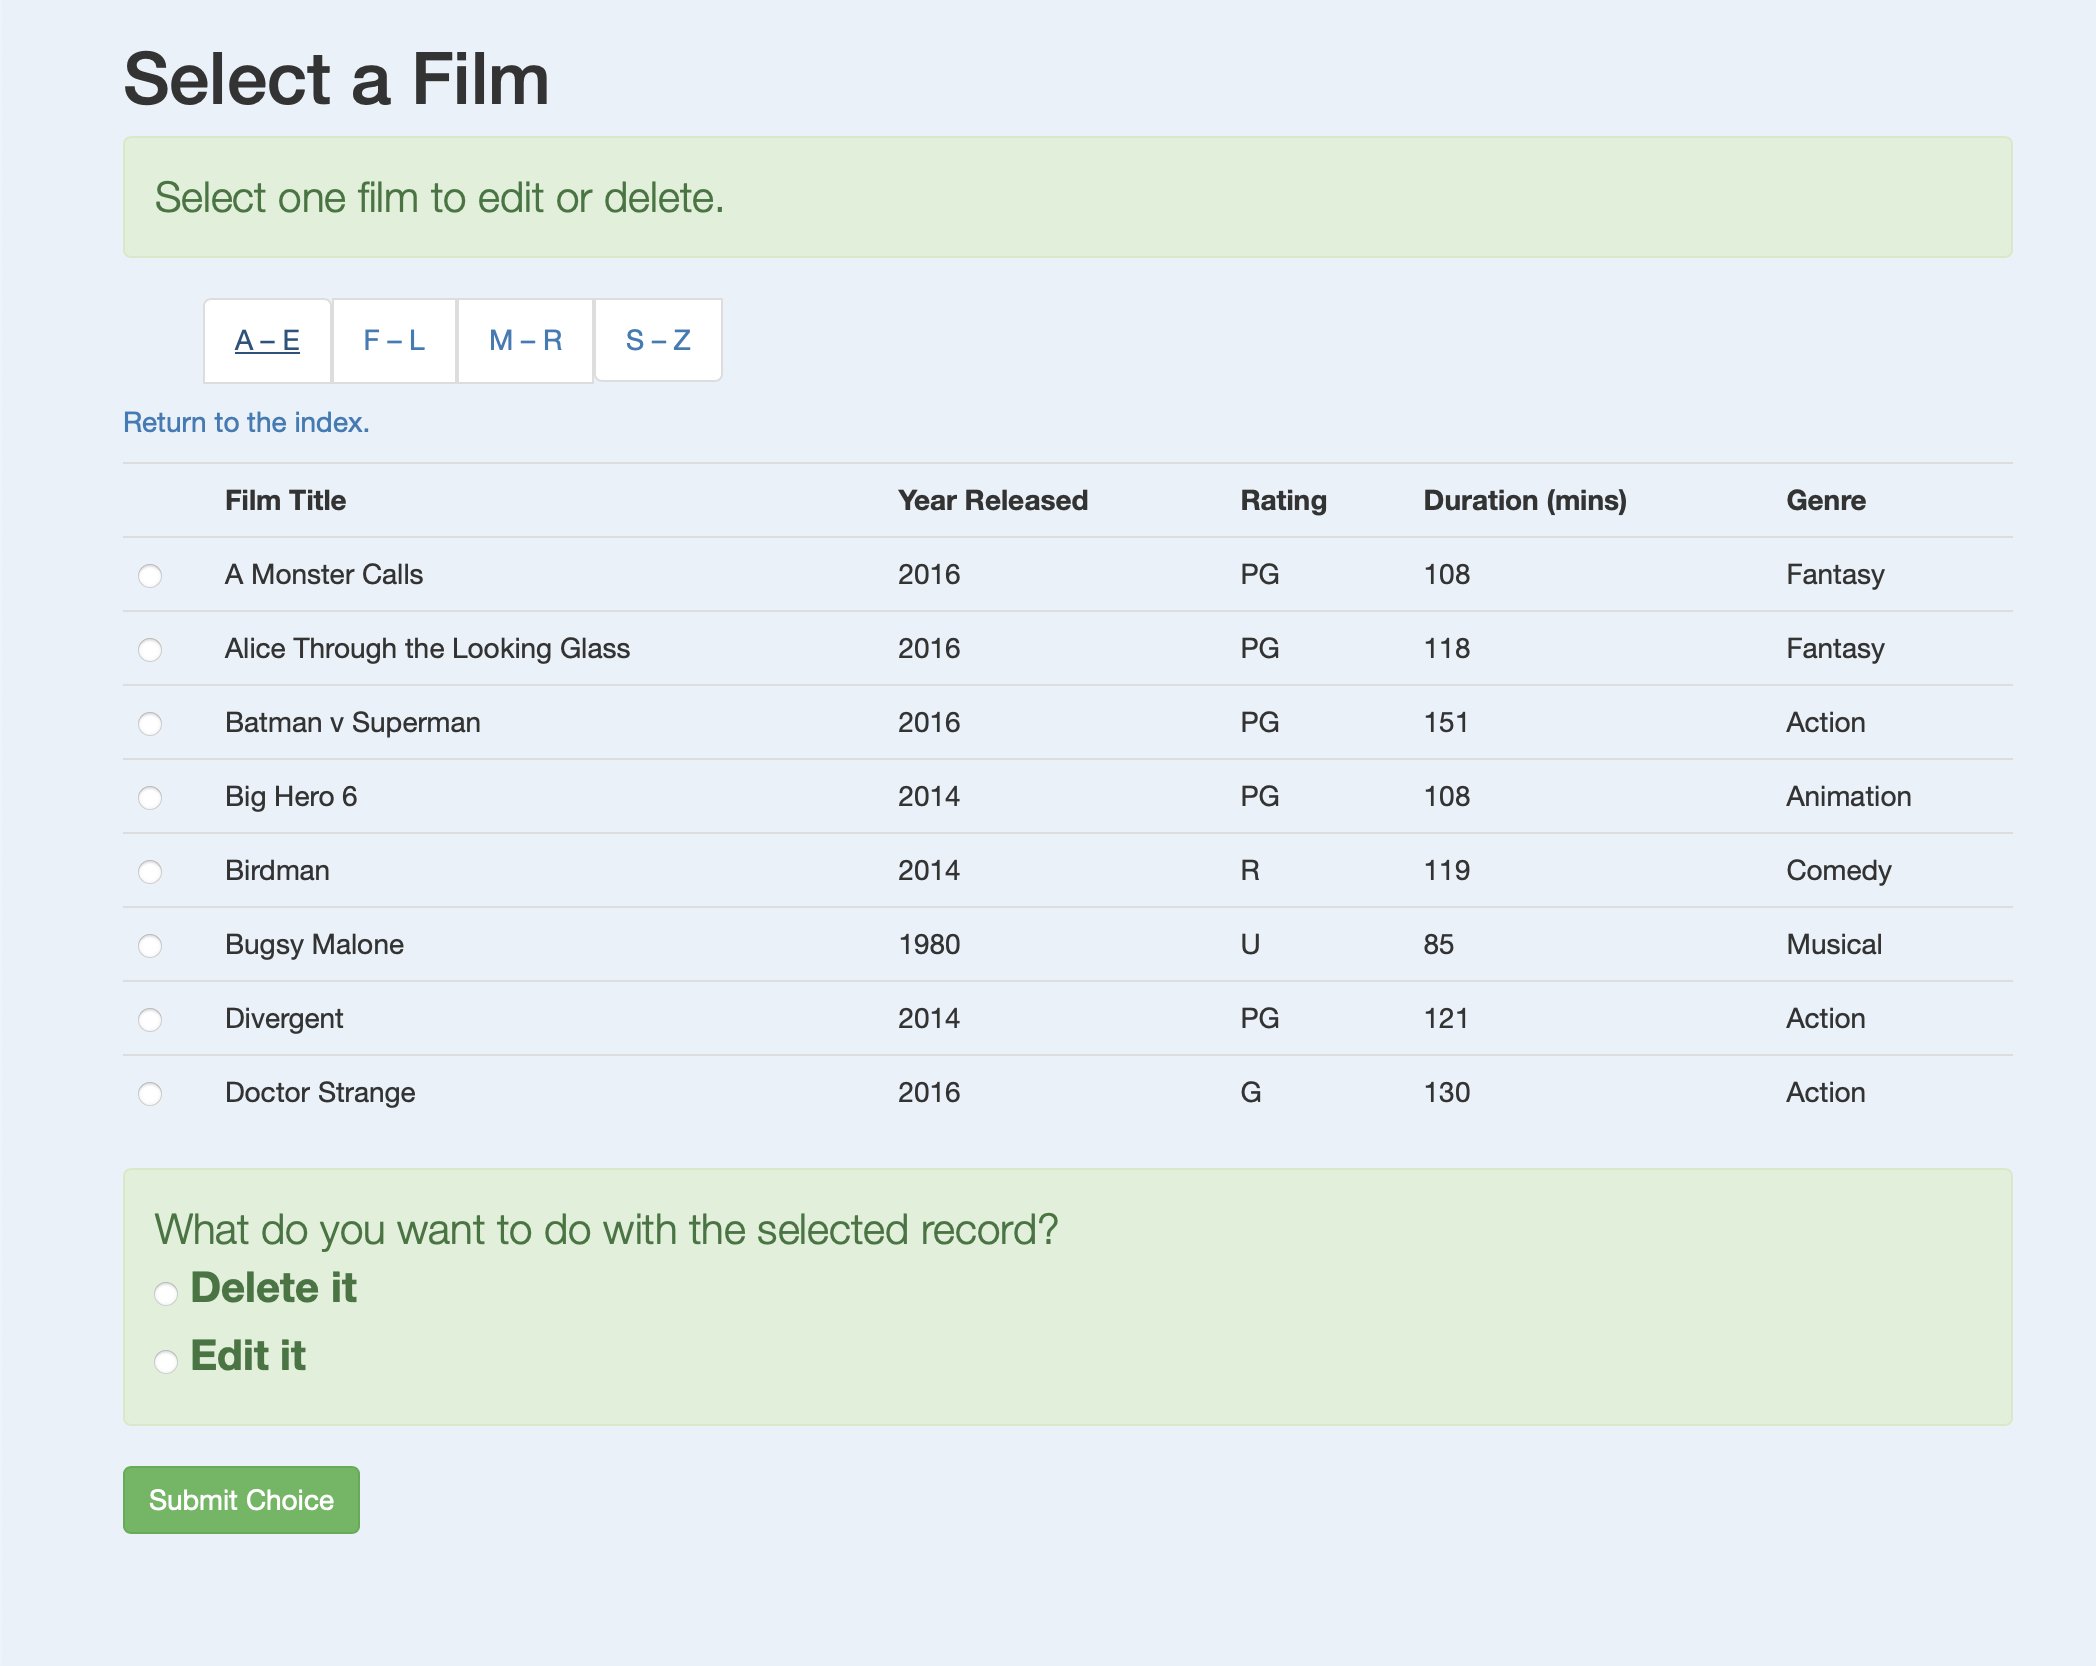 Select a Film
Select one film to edit or delete.
A – E F – L M – R S – Z
Return to the index.
Film Title Year Released Rating Duration (mins) Genre
A Monster Calls 2016 PG 108 Fantasy
Alice Through the Looking Glass 2016 PG 118 Fantasy
Batman v Superman 2016 PG 151 Action
Big Hero 6 2014 PG 108 Animation
Birdman 2014 R 119 Comedy
Bugsy Malone 1980 U 85 Musical
Divergent 2014 PG 121 Action
Doctor Strange 2016 G 130 Action
What do you want to do with the selected record?
Delete it
Edit it
Submit Choice